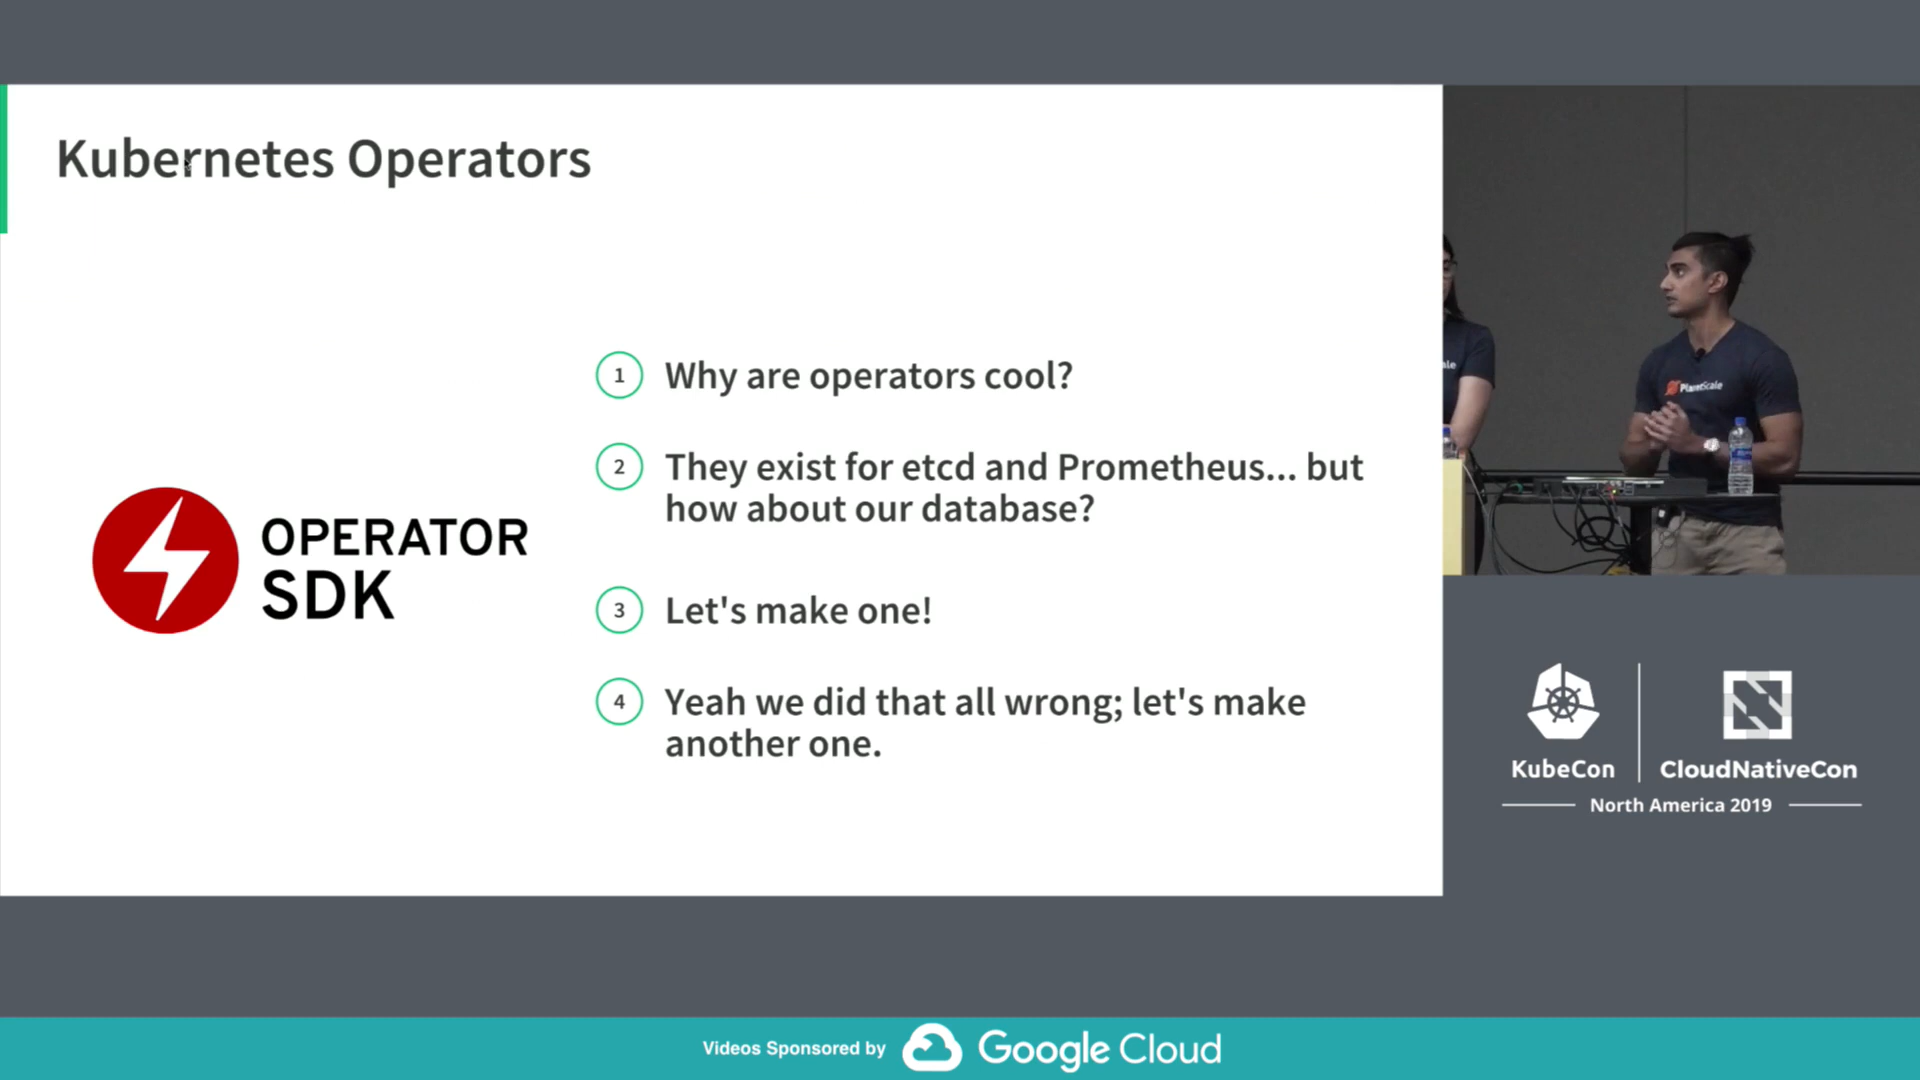 Kubernetes Operators
OPERATOR
SDK
1 Why are operators cool?
2 They exist for etcd and Prometheus... but
how about our database?
3 Let's make one!
4 Yeah we did that all wrong; let's make
another one.
ale
PlanetScale
KubeCon
CloudNativeCon
North America 2019
Videos Sponsored by Google Cloud